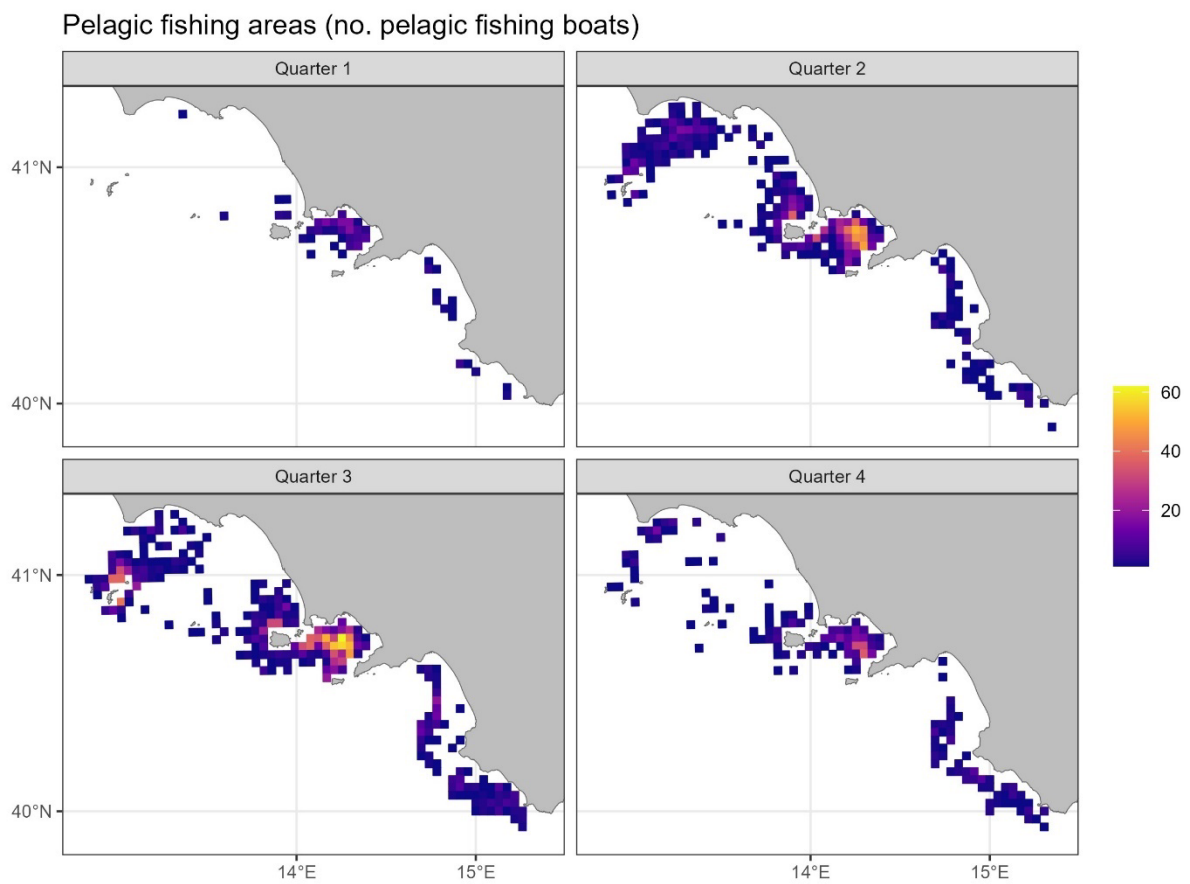 Pelagic fishing areas (no. pelagic fishing boats)
Quarter 1
Quarter 2
41°N
40°N
60
40
20
Quarter 3
Quarter 4
41°N
40°N
14°E
15°E
14°E
15°E